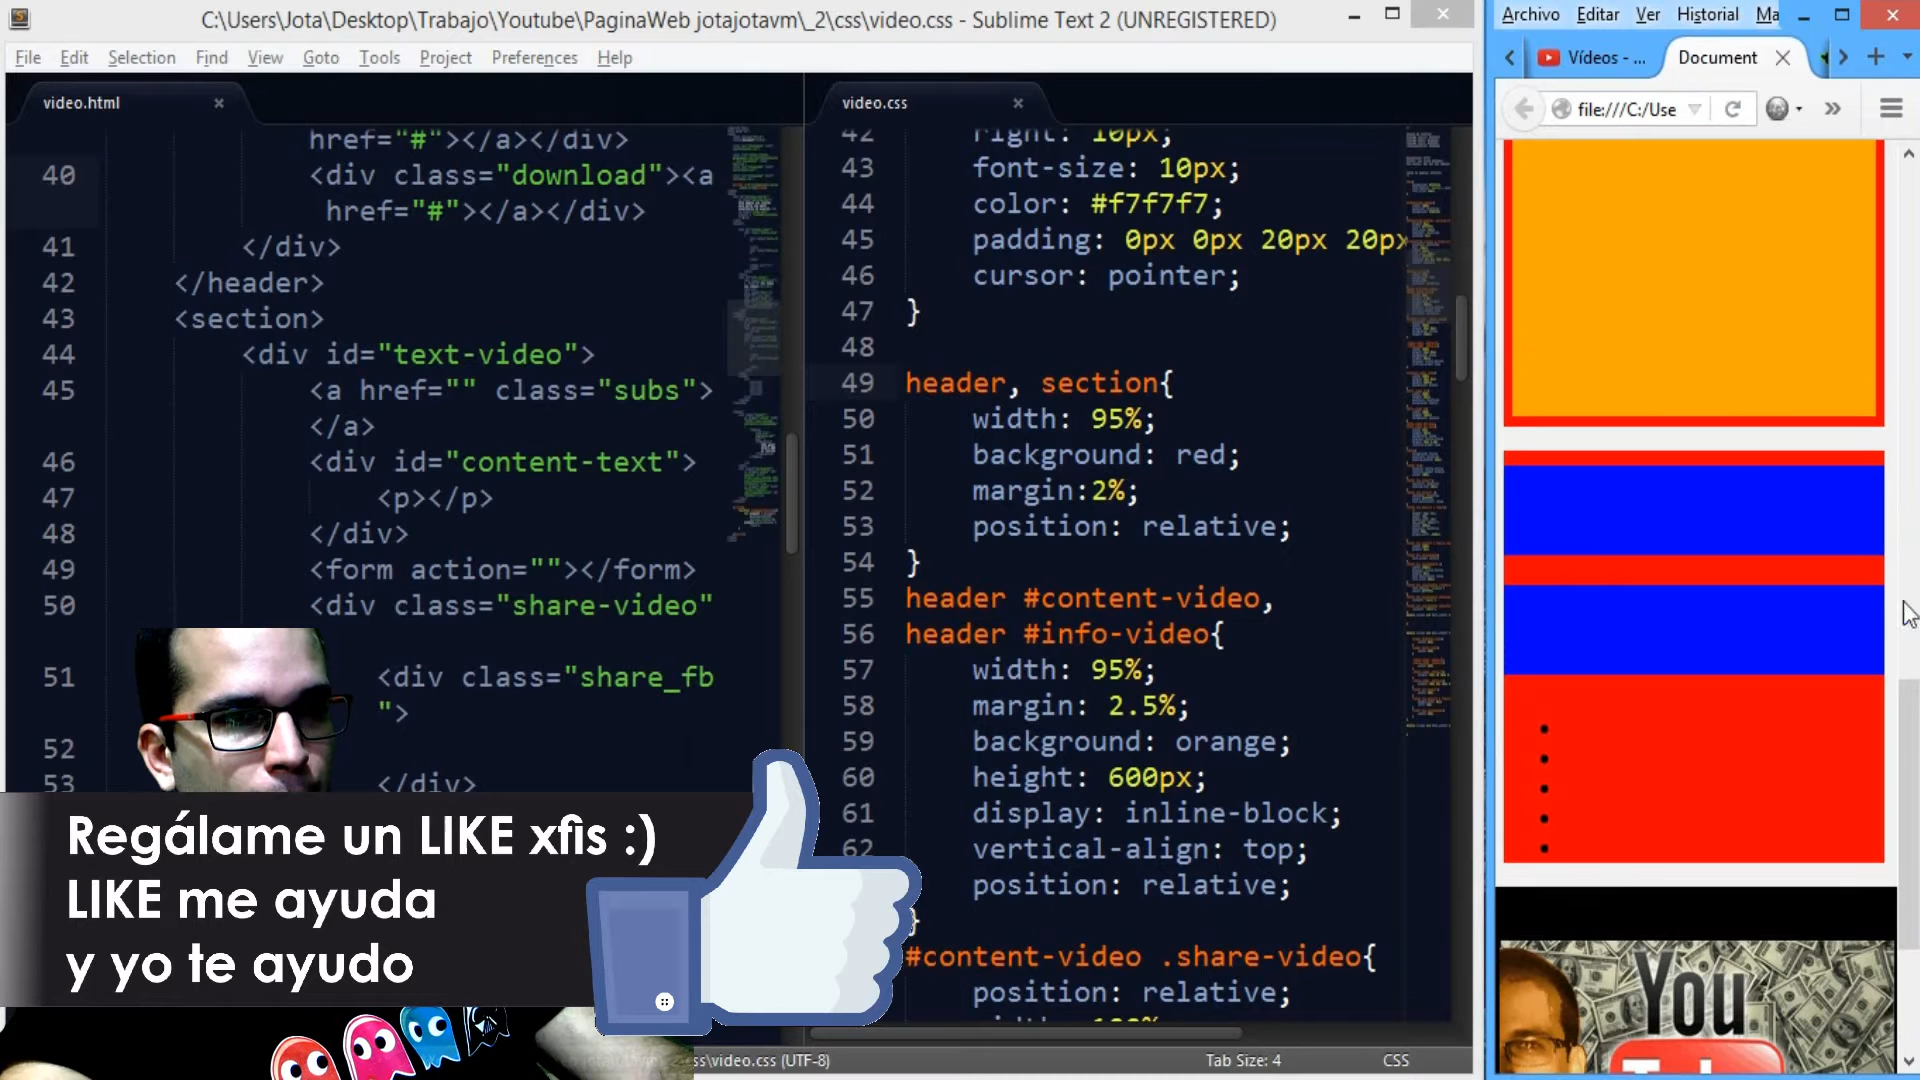 C:\Users\Jota\Desktop\Trabajo\Youtube\PaginaWeb jotajotavm\_2\css\video.css - Sublime Text 2 (UNREGISTERED)
File Edit Selection Find View Goto Tools Project Preferences Help
video.html
href="#"></a></div>
40 <div class="download"><a
href="#"></a></div>
41 </div>
42 </header>
43 <section>
44 <div id="text-video">
45 <a href="" class="subs">
</a>
46 <div id="content-text">
47 <p></p>
48 </div>
49 <form action=""></form>
50 <div class="share-video"
51 <div class="share_fb
">
52
53 </div>
video.css
42 right: 10px;
43 font-size: 10px;
44 color: #f7f7f7;
45 padding: 0px 0px 20px 20px
46 cursor: pointer;
47 }
48
49 header, section{
50 width: 95%;
51 background: red;
52 margin:2%;
53 position: relative;
54 }
55 header #content-video,
56 header #info-video{
57 width: 95%;
58 margin: 2.5%;
59 background: orange;
60 height: 600px;
61 display: inline-block;
62 vertical-align: top;
position: relative;
}
#content-video .share-video{
position: relative;
ss\video.css (UTF-8)
Tab Size: 4
CSS
Archivo Editar Ver Historial Ma
Vídeos - ...
Document
file:///C:/Use
You
Regálame un LIKE xfis :)
LIKE me ayuda
y yo te ayudo